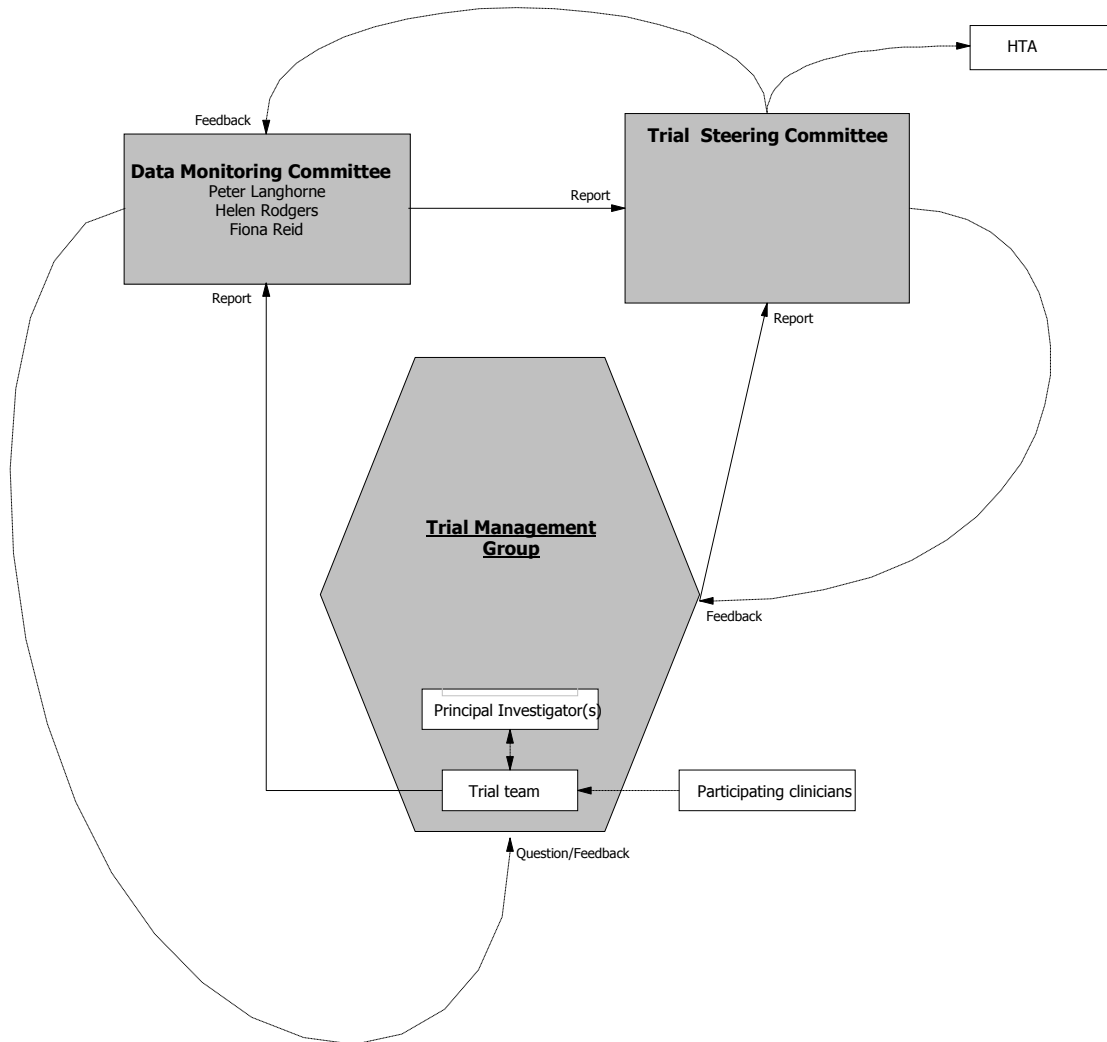 HTA
Feedback
Trial Steering Committee
Data Monitoring Committee
Peter Langhorne
Helen Rodgers
Fiona Reid
Report
Report
Report
Trial Management
Group
Feedback
Principal Investigator(s)
Trial team
Participating clinicians
Question/Feedback